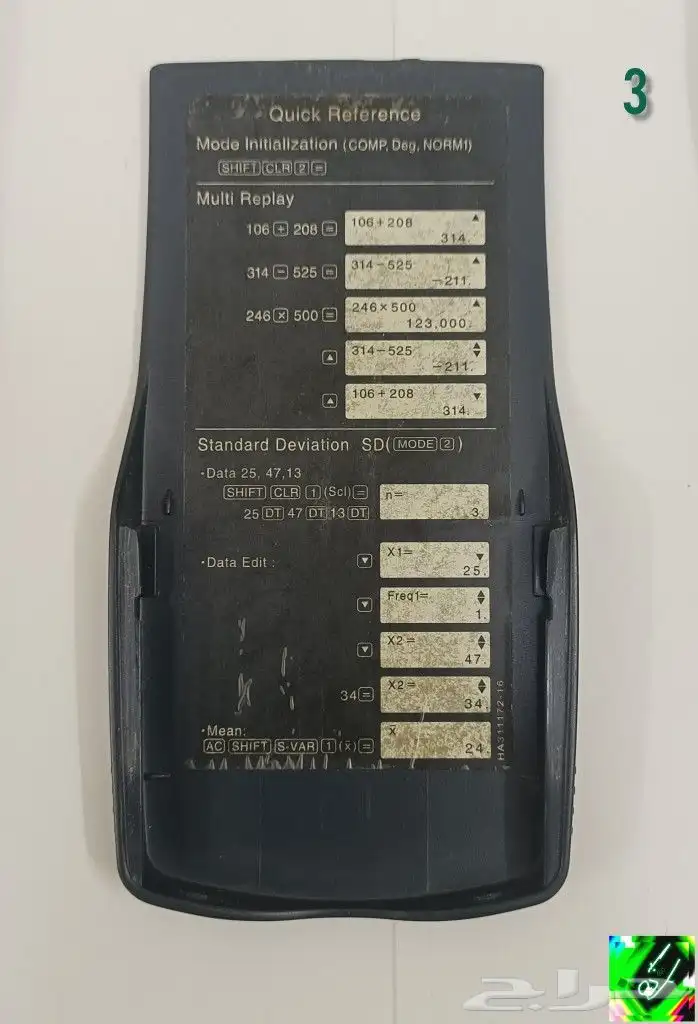 3
Quick Reference
Mode Initialization (COMP, Deg, NORM1)
SHIFT CLR 2 =
Multi Replay
106 + 208 = 106+208 ▲
314.
314 − 525 = 314−525 ▲
−211.
246 × 500 = 246×500 ▲
123,000.
▲ 314−525 ▲▼
−211.
▲ 106+208 ▼
314.
Standard Deviation SD(MODE 2)
·Data 25, 47,13
SHIFT CLR 1 (Scl) = n=
25 DT 47 DT 13 DT 3.
·Data Edit : ▼ X1= ▼
25.
▼ Freq1= ▲▼
1.
▼ X2= ▲▼
47.
34 = X2= ▲▼
34.
·Mean: x̄
AC SHIFT S-VAR 1 (x̄) = 24.
HA311172-16
حراج